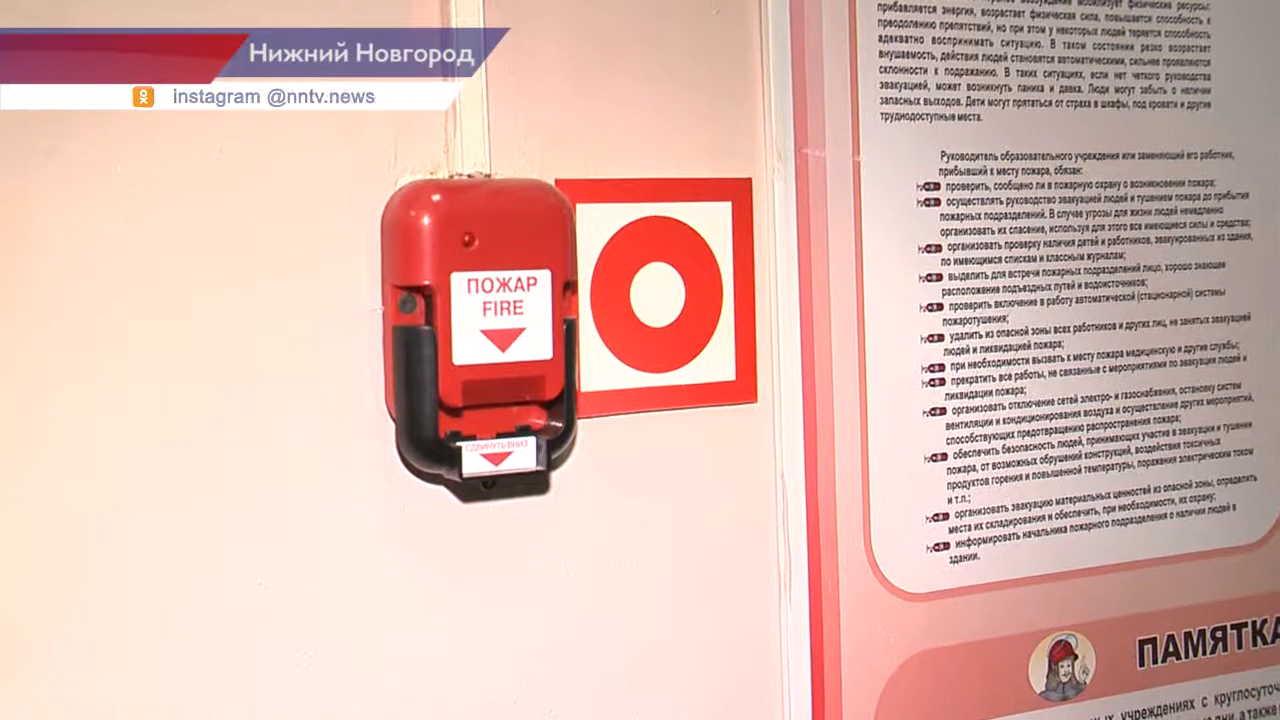 Нижний Новгород
instagram @nntv.news
ПОЖАР
FIRE
СДВИНУТЬ ВНИЗ
прибавляется энергия, возрастает физическая сила, повышается способность к
преодолению препятствий, но при этом у некоторых людей теряется способность
адекватно воспринимать ситуацию. В таком состоянии резко возрастает
внушаемость, действия людей становятся автоматическими, сильнее проявляются
склонности к подражанию. В таких ситуациях, если нет четкого руководства
эвакуацией, может возникнуть паника и давка. Люди могут забыть о наличии
запасных выходов. Дети могут прятаться от страха в шкафы, под кровати и другие
труднодоступные места.
Руководитель образовательного учреждения или заменяющий его работник,
прибывший к месту пожара, обязан:
проверить, сообщено ли в пожарную охрану о возникновении пожара;
осуществлять руководство эвакуацией людей и тушением пожара до прибытия
пожарных подразделений. В случае угрозы для жизни людей немедленно
организовать их спасение, используя для этого все имеющиеся силы и средства;
организовать проверку наличия детей и работников, эвакуированных из здания,
по имеющимся спискам и классным журналам;
выделить для встречи пожарных подразделений лицо, хорошо знающее
расположение подъездных путей и водоисточников;
проверить включение в работу автоматической (стационарной) системы
пожаротушения;
удалить из опасной зоны всех работников и других лиц, не занятых эвакуацией
людей и ликвидацией пожара;
при необходимости вызвать к месту пожара медицинскую и другие службы;
прекратить все работы, не связанные с мероприятиями по эвакуации людей и
ликвидации пожара;
организовать отключение сетей электро- и газоснабжения, остановку систем
вентиляции и кондиционирования воздуха и осуществление других мероприятий,
способствующих предотвращению распространения пожара;
обеспечить безопасность людей, принимающих участие в эвакуации и тушении
пожара, от возможных обрушений конструкций, воздействия токсичных
продуктов горения и повышенной температуры, поражения электрическим током
и т.п.;
организовать эвакуацию материальных ценностей из опасной зоны, определить
места их складирования и обеспечить, при необходимости, их охрану;
информировать начальника пожарного подразделения о наличии людей в
здании.
ПАМЯТКА
учреждениях с круглосуточ
а также